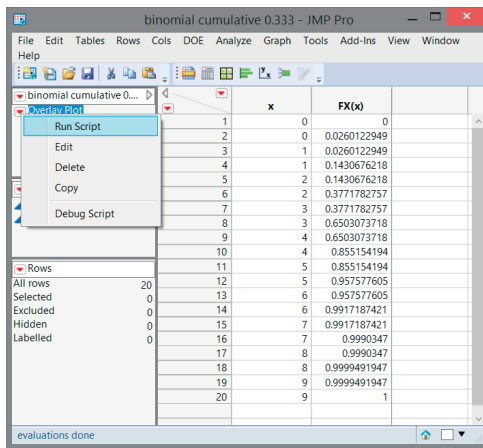 binomial cumulative 0.333 - JMP Pro
File Edit Tables Rows Cols DOE Analyze Graph Tools Add-Ins View Window
Help
binomial cumulative 0....
Overlay Plot
Run Script
Edit
Delete
Copy
Debug Script
x FX(x)
1 0 0
2 0 0.0260122949
3 1 0.0260122949
4 1 0.1430676218
5 2 0.1430676218
6 2 0.3771782757
7 3 0.3771782757
8 3 0.6503073718
9 4 0.6503073718
10 4 0.855154194
11 5 0.855154194
12 5 0.957577605
13 6 0.957577605
14 6 0.9917187421
15 7 0.9917187421
16 7 0.9990347
17 8 0.9990347
18 8 0.9999491947
19 9 0.9999491947
20 9 1
Rows
All rows 20
Selected 0
Excluded 0
Hidden 0
Labelled 0
evaluations done